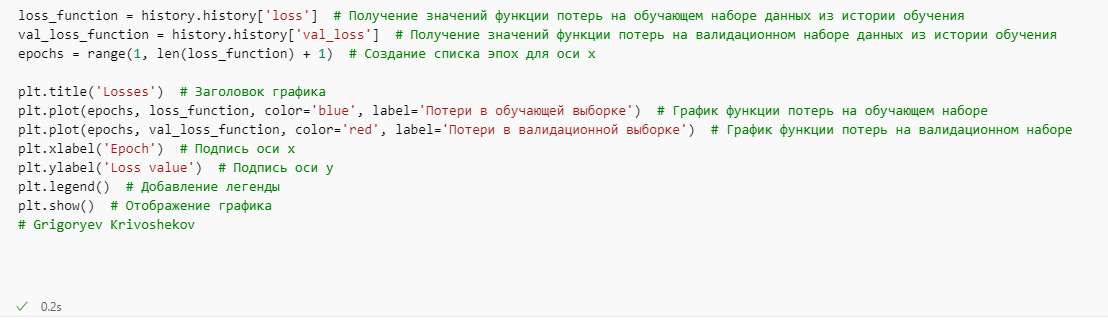 loss_function = history.history['loss']  # Получение значений функции потерь на обучающем наборе данных из истории обучения
val_loss_function = history.history['val_loss']  # Получение значений функции потерь на валидационном наборе данных из истории обучения
epochs = range(1, len(loss_function) + 1)  # Создание списка эпох для оси x

plt.title('Losses')  # Заголовок графика
plt.plot(epochs, loss_function, color='blue', label='Потери в обучающей выборке')  # График функции потерь на обучающем наборе
plt.plot(epochs, val_loss_function, color='red', label='Потери в валидационной выборке')  # График функции потерь на валидационном наборе
plt.xlabel('Epoch')  # Подпись оси x
plt.ylabel('Loss value')  # Подпись оси y
plt.legend()  # Добавление легенды
plt.show()  # Отображение графика
# Grigoryev Krivoshekov
0.2s